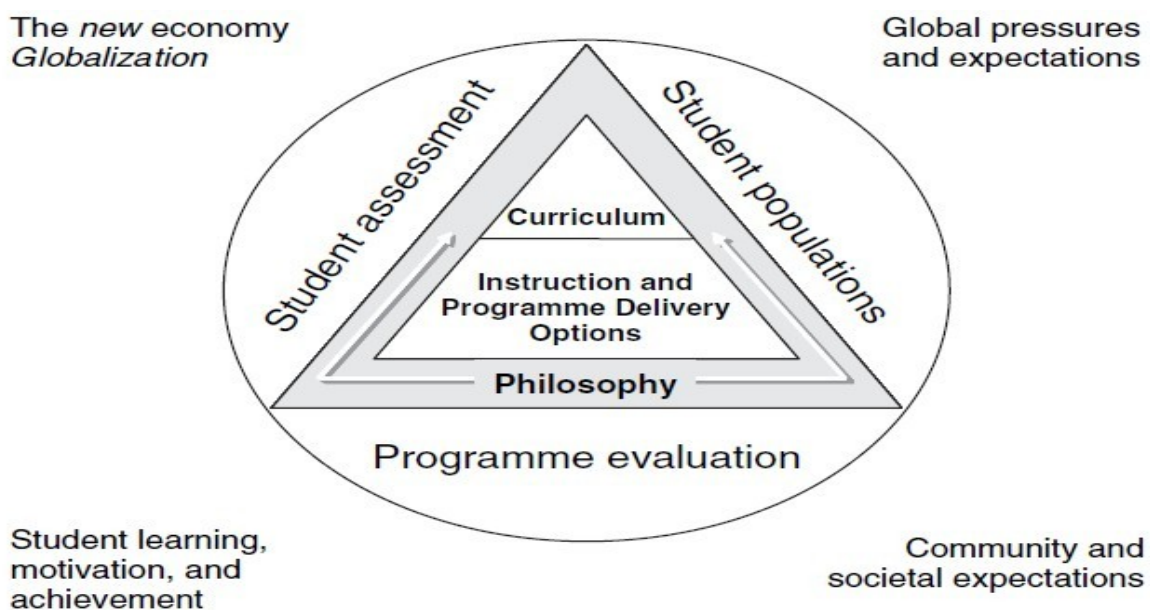 The new economy
Globalization
Global pressures
and expectations
Student assessment
Student populations
Curriculum
Instruction and
Programme Delivery
Options
Philosophy
Programme evaluation
Student learning,
motivation, and
achievement
Community and
societal expectations